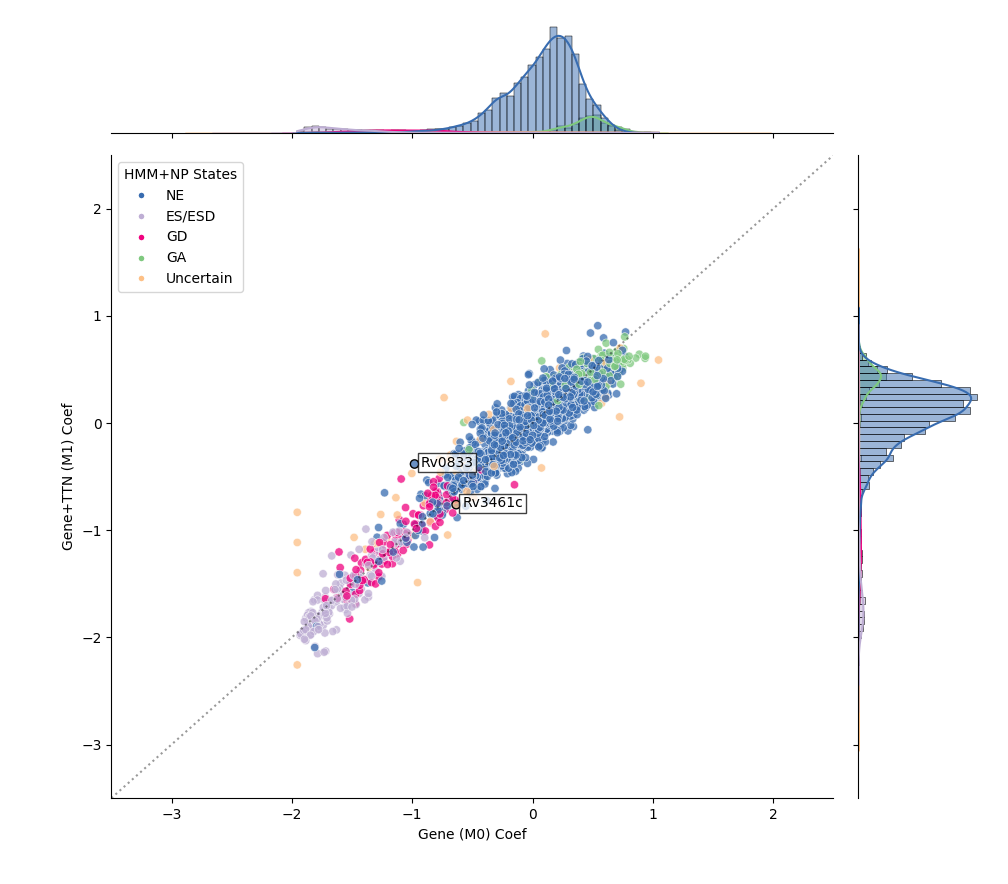 HMM+NP States
NE
ES/ESD
GD
GA
Uncertain
2
1
0
−1
−2
−3
Gene+TTN (M1) Coef
Rv0833
Rv3461c
−3
−2
−1
0
1
2
Gene (M0) Coef